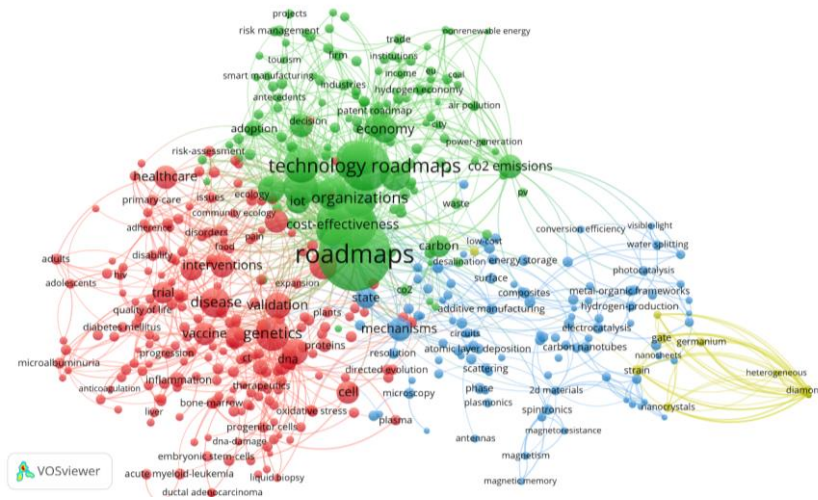 projects
risk management
nonrenewable energy
trade
firm
institutions
tourism
income
eu
coal
smart manufacturing
industries
hydrogen economy
antecedents
air pollution
patent roadmap
city
decision
adoption
economy
power-generation
risk-assessment
technology roadmaps
co2 emissions
healthcare
issues
ecology
iot
organizations
primary-care
pv
waste
community ecology
adherence
disorders
cost-effectiveness
conversion efficiency
visible-light
pain
food
carbon
low-cost
water splitting
disability
roadmaps
desalination
energy storage
adults
interventions
photocatalysis
hiv
surface
adolescents
expansion
co2
trial
state
composites
metal-organic frameworks
quality of life
disease
validation
additive manufacturing
hydrogen-production
plants
diabetes mellitus
vaccine
genetics
mechanisms
circuits
electrocatalysis
gate
germanium
proteins
resolution
atomic layer deposition
carbon nanotubes
nanosheets
progression
ct
dna
microalbuminuria
directed evolution
scattering
strain
heterogeneous
inflammation
anticoagulation
therapeutics
cell
microscopy
phase
2d materials
diamon
bone-marrow
plasmonics
liver
oxidative stress
spintronics
nanocrystals
plasma
progenitor cells
magnetoresistance
dna-damage
antennas
embryonic stem-cells
magnetism
VOSviewer
acute myeloid-leukemia
liquid biopsy
magnetic memory
ductal adenocarcinoma